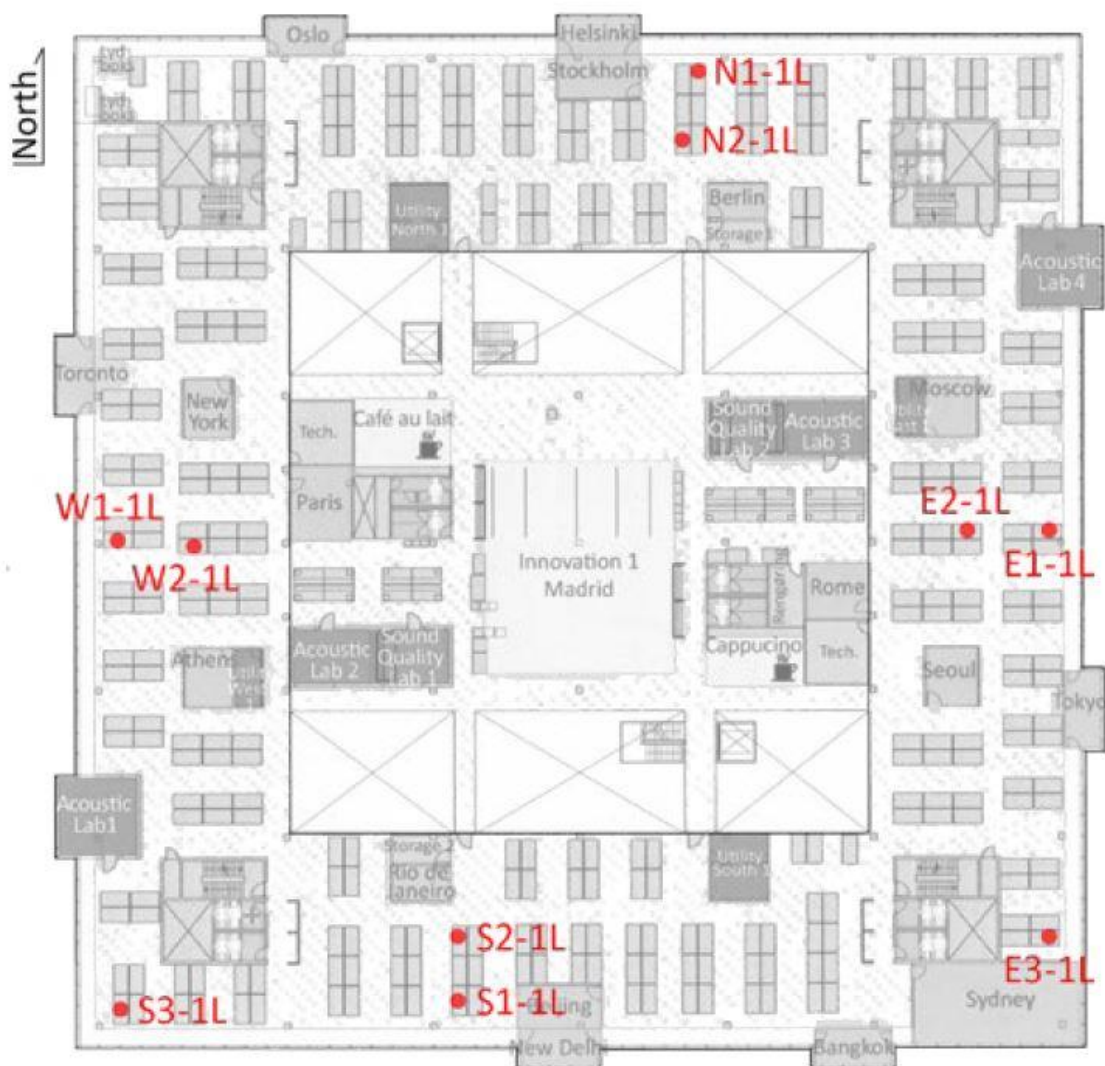 North
Oslo
Helsinki
Stockholm
N1-1L
N2-1L
Utility
North 1
Berlin
Storage 1
Acoustic
Lab 4
Toronto
New
York
Tech.
Café au lait
Sound
Quality
Lab 2
Acoustic
Lab 3
Moscow
Paris
W1-1L
W2-1L
E2-1L
E1-1L
Innovation 1
Madrid
Rengøring
Rome
Cappucino
Tech.
Athens
Acoustic
Lab 2
Sound
Quality
Lab 1
Seoul
Tokyo
Acoustic
Lab1
Storage 2
Rio de
Janeiro
Utility
South 1
S2-1L
S1-1L
S3-1L
E3-1L
Sydney
New Delhi
Bangkok